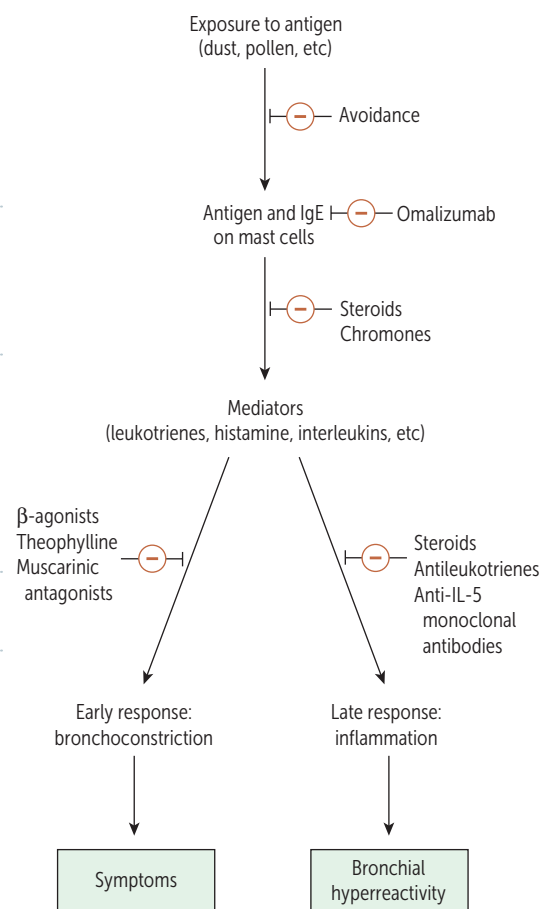 Exposure to antigen
(dust, pollen, etc)
Avoidance
Antigen and IgE
on mast cells
Omalizumab
Steroids
Chromones
Mediators
(leukotrienes, histamine, interleukins, etc)
β-agonists
Theophylline
Muscarinic
antagonists
Steroids
Antileukotrienes
Anti-IL-5
monoclonal
antibodies
Early response:
bronchoconstriction
Late response:
inflammation
Symptoms
Bronchial
hyperreactivity